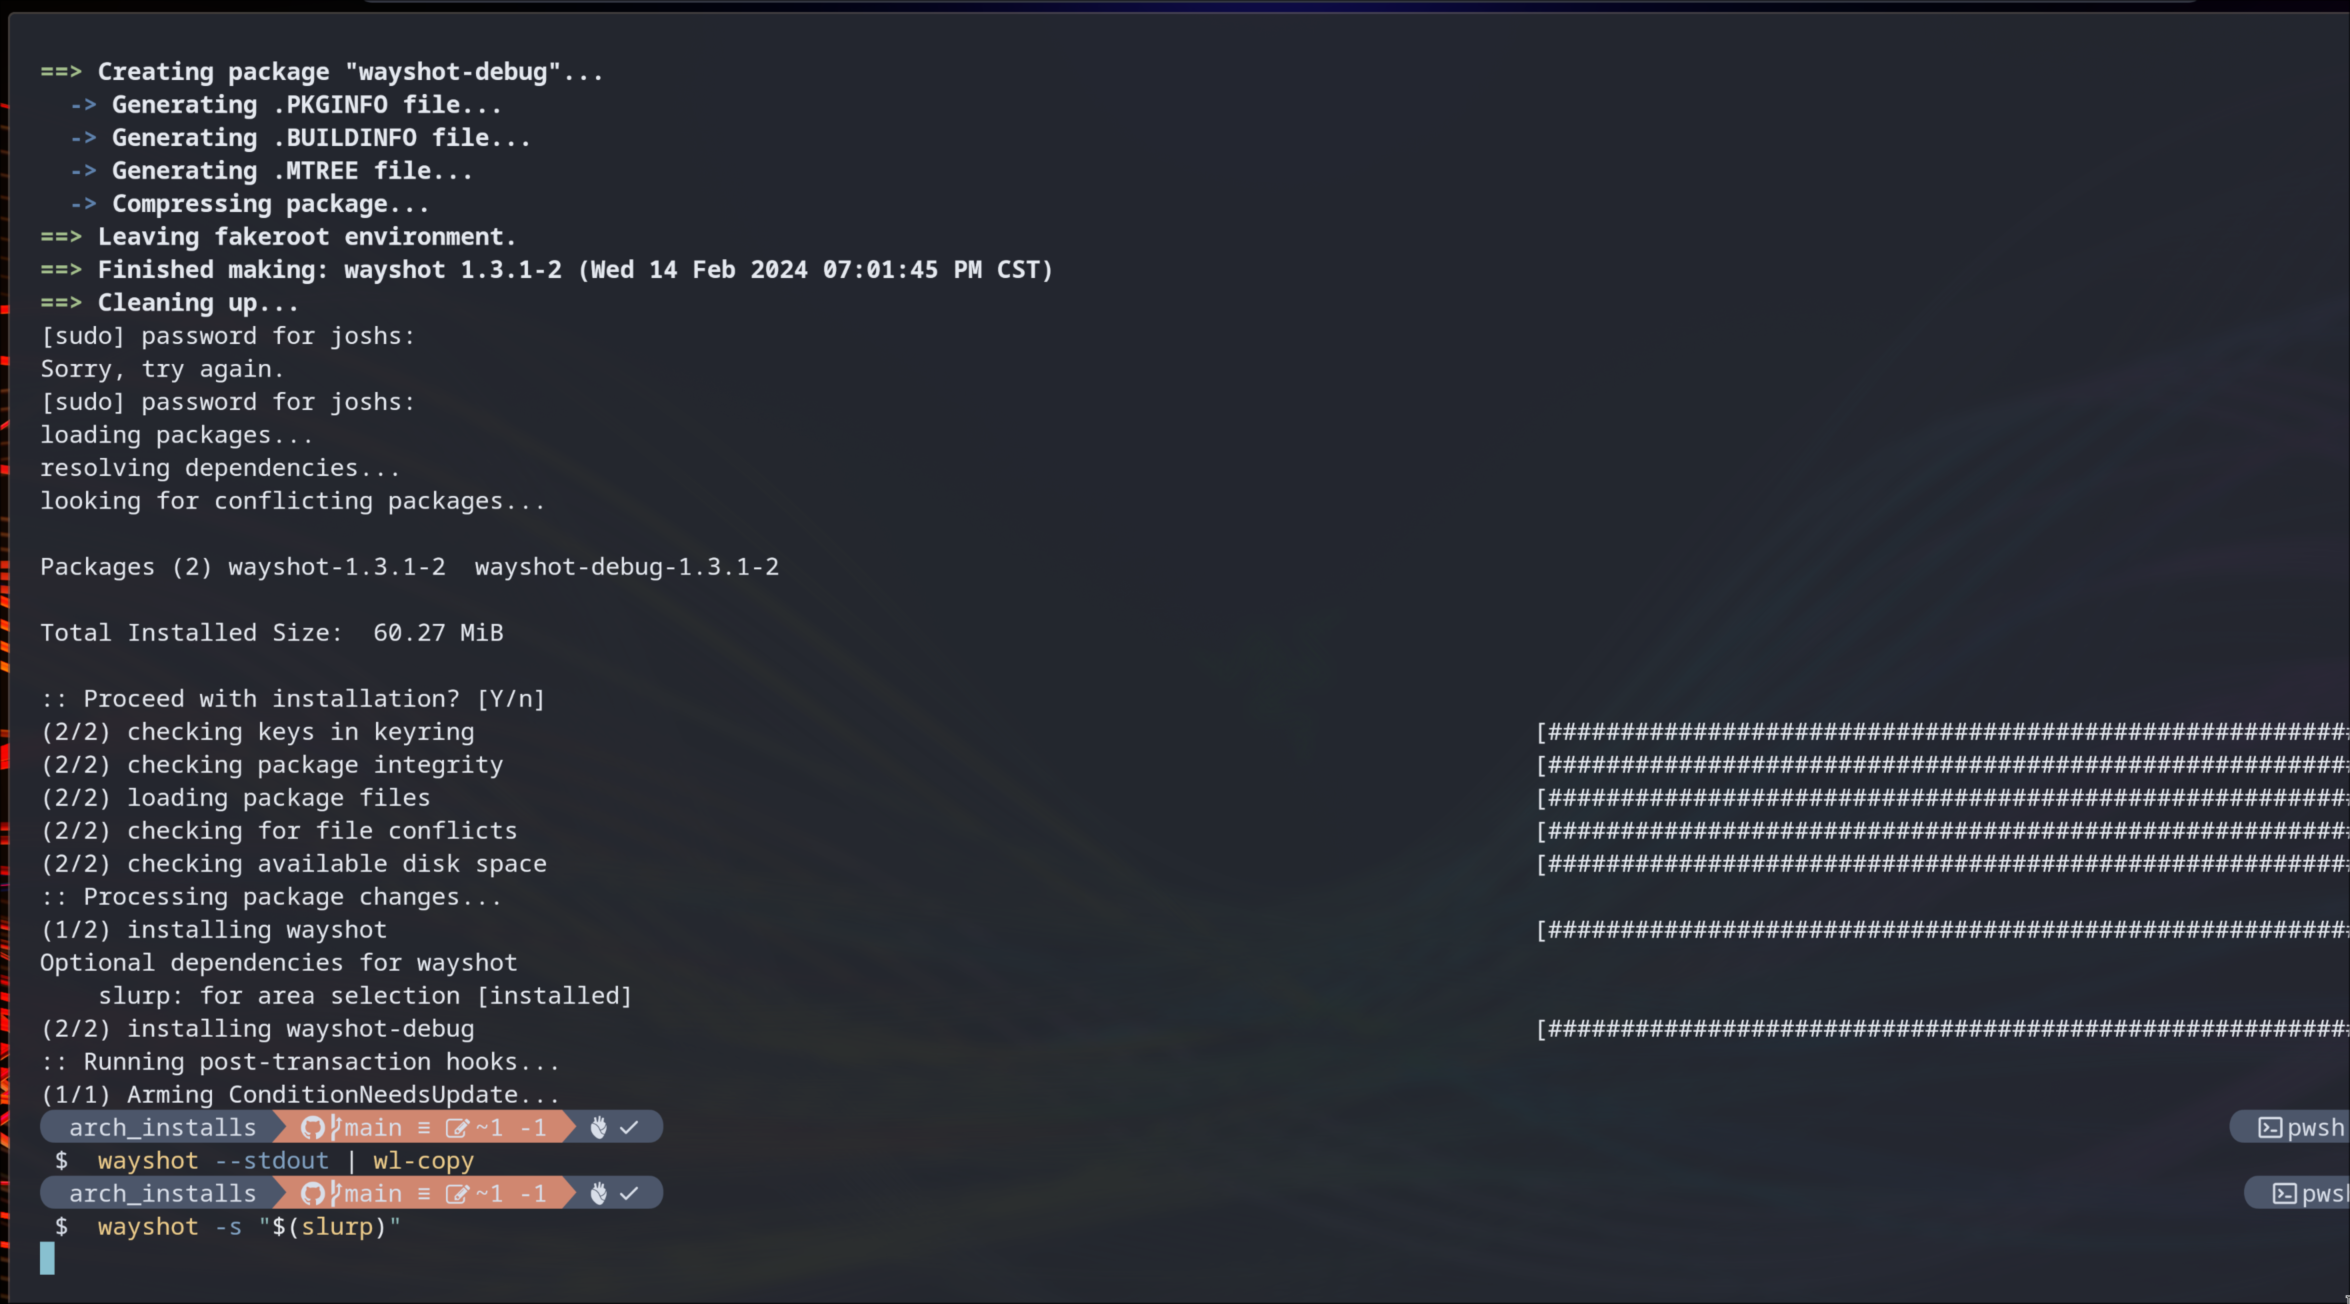 ==> Creating package "wayshot-debug"...
  -> Generating .PKGINFO file...
  -> Generating .BUILDINFO file...
  -> Generating .MTREE file...
  -> Compressing package...
==> Leaving fakeroot environment.
==> Finished making: wayshot 1.3.1-2 (Wed 14 Feb 2024 07:01:45 PM CST)
==> Cleaning up...
[sudo] password for joshs:
Sorry, try again.
[sudo] password for joshs:
loading packages...
resolving dependencies...
looking for conflicting packages...
Packages (2) wayshot-1.3.1-2  wayshot-debug-1.3.1-2
Total Installed Size:  60.27 MiB
:: Proceed with installation? [Y/n]
(2/2) checking keys in keyring [########################################################
(2/2) checking package integrity [########################################################
(2/2) loading package files [########################################################
(2/2) checking for file conflicts [########################################################
(2/2) checking available disk space [########################################################
:: Processing package changes...
(1/2) installing wayshot [########################################################
Optional dependencies for wayshot
    slurp: for area selection [installed]
(2/2) installing wayshot-debug [########################################################
:: Running post-transaction hooks...
(1/1) Arming ConditionNeedsUpdate...
arch_installs main ≡ ~1 -1 ✓ pwsh
$  wayshot --stdout | wl-copy
arch_installs main ≡ ~1 -1 ✓ pwsh
$  wayshot -s "$(slurp)"